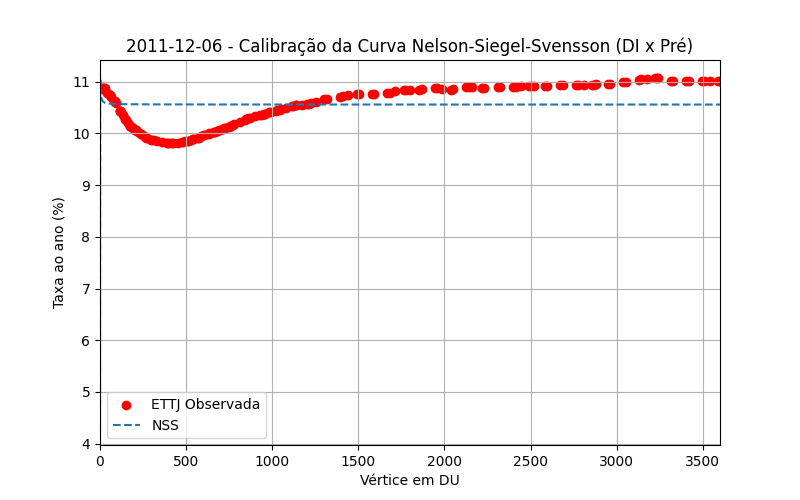 2011-12-06 - Calibração da Curva Nelson-Siegel-Svensson (DI x Pré)
Taxa ao ano (%)
11
10
9
8
7
6
5
4
ETTJ Observada
NSS
0 500 1000 1500 2000 2500 3000 3500
Vértice em DU